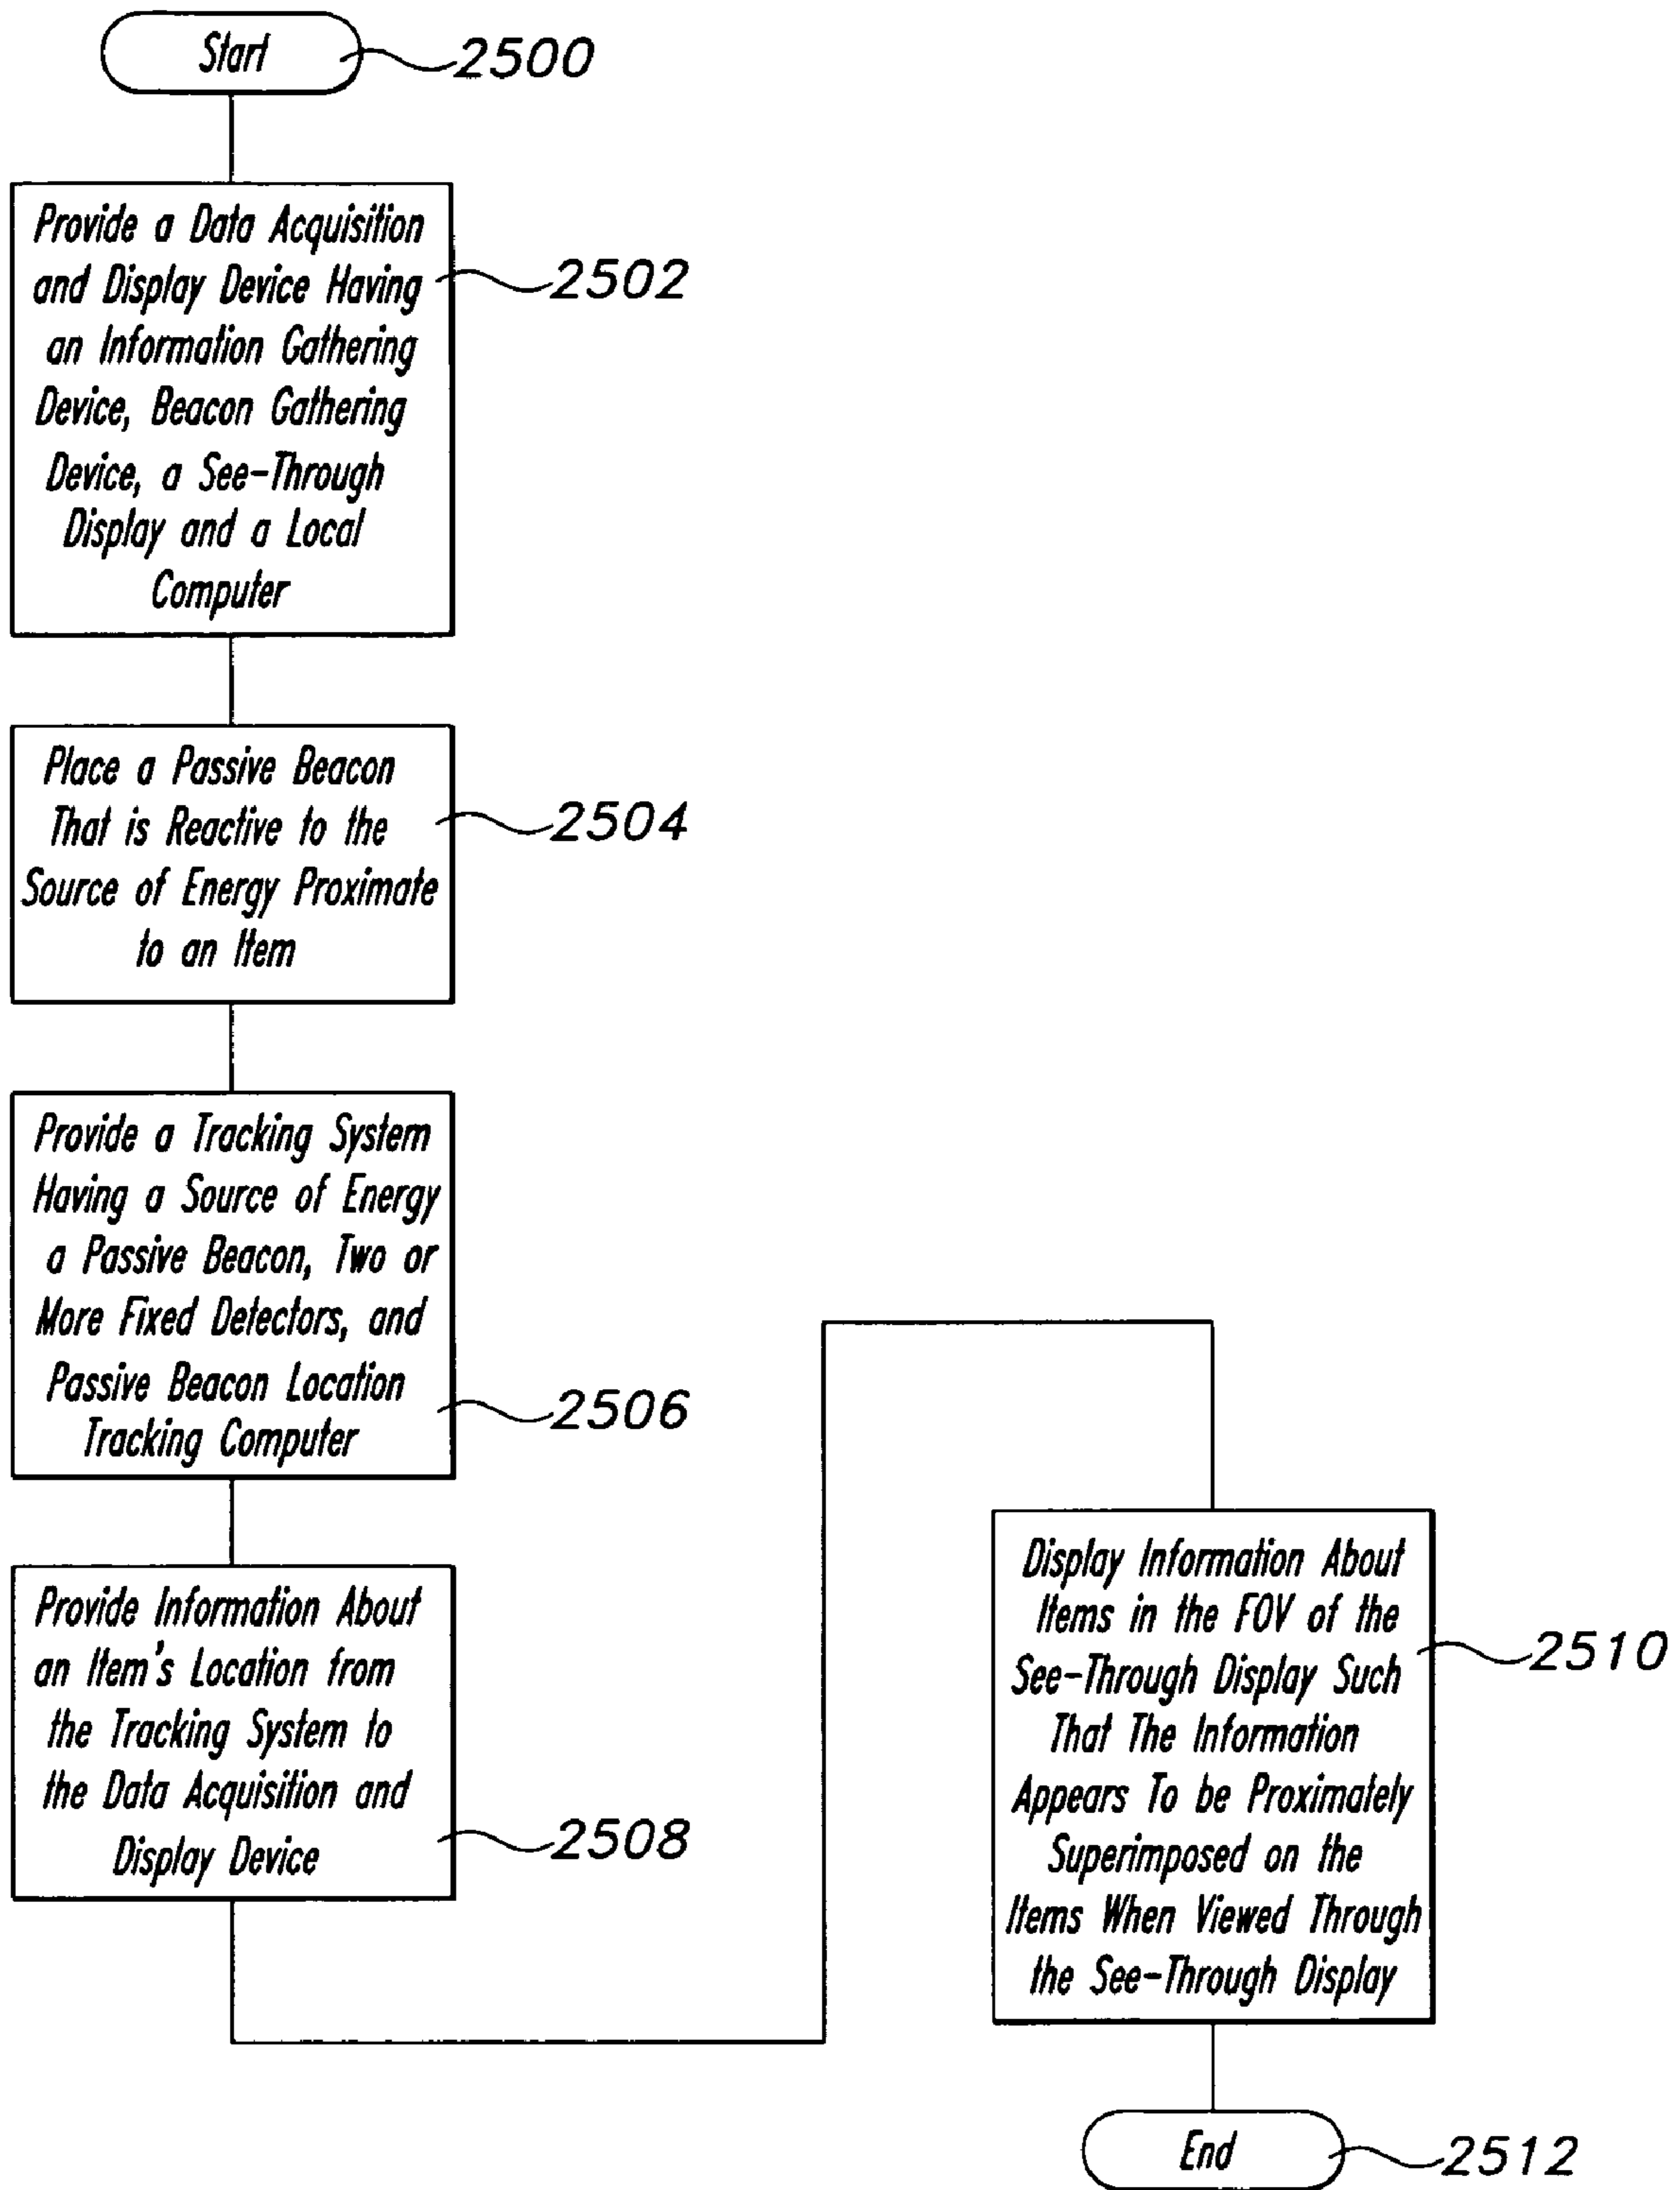 Start
2500
Provide a Data Acquisition
and Display Device Having
an Information Gathering
Device, Beacon Gathering
Device, a See-Through
Display and a Local
Computer
2502
Place a Passive Beacon
That is Reactive to the
Source of Energy Proximate
to an Item
2504
Provide a Tracking System
Having a Source of Energy
a Passive Beacon, Two or
More Fixed Detectors, and
Passive Beacon Location
Tracking Computer
2506
Provide Information About
an Item's Location from
the Tracking System to
the Data Acquisition and
Display Device
2508
Display Information About
Items in the FOV of the
See-Through Display Such
That The Information
Appears To be Proximately
Superimposed on the
Items When Viewed Through
the See-Through Display
2510
End
2512